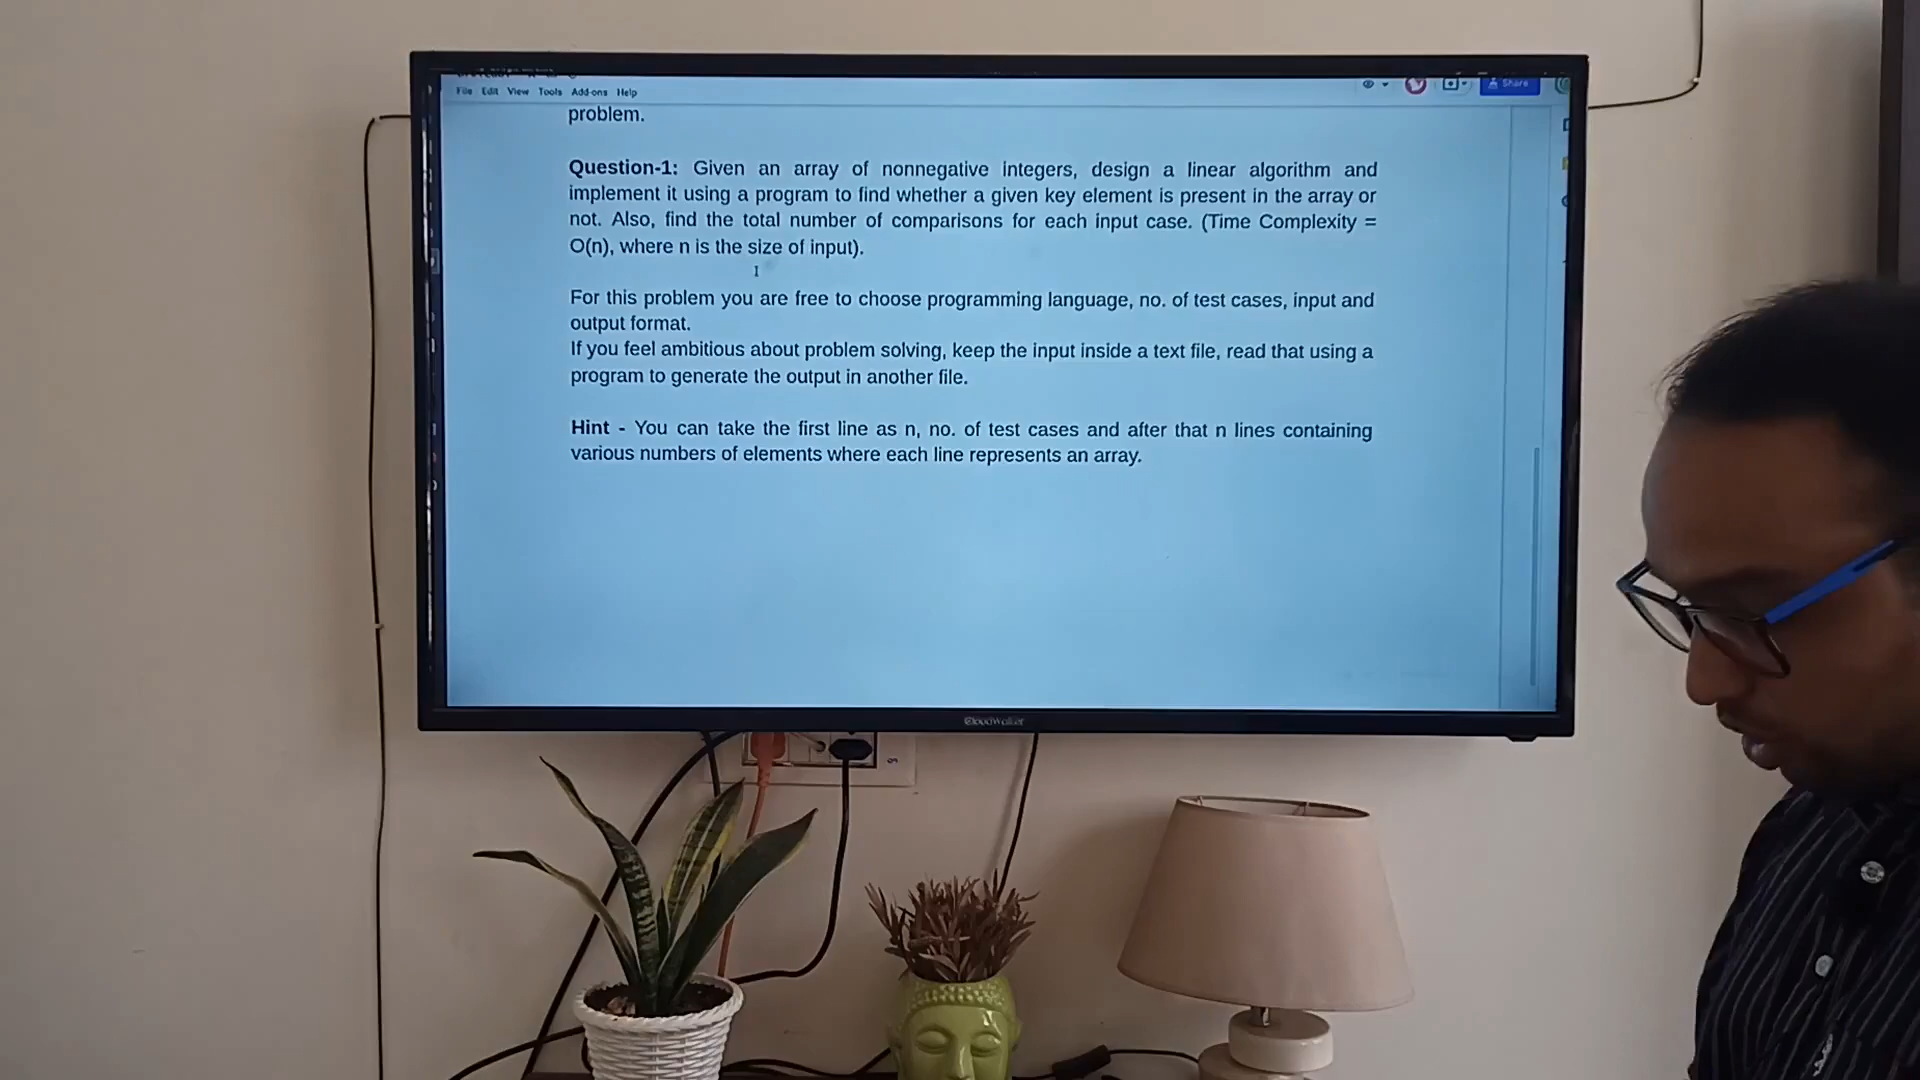 File Edit View Tools Add-ons Help
Share
problem.
Question-1: Given an array of nonnegative integers, design a linear algorithm and
implement it using a program to find whether a given key element is present in the array or
not. Also, find the total number of comparisons for each input case. (Time Complexity =
O(n), where n is the size of input).
For this problem you are free to choose programming language, no. of test cases, input and
output format.
If you feel ambitious about problem solving, keep the input inside a text file, read that using a
program to generate the output in another file.
Hint - You can take the first line as n, no. of test cases and after that n lines containing
various numbers of elements where each line represents an array.
CloudWalker